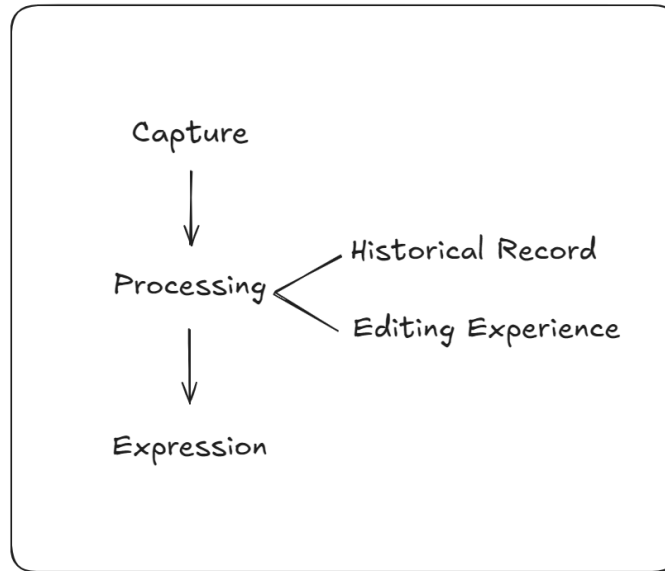 Capture
Historical Record
Processing
Editing Experience
Expression